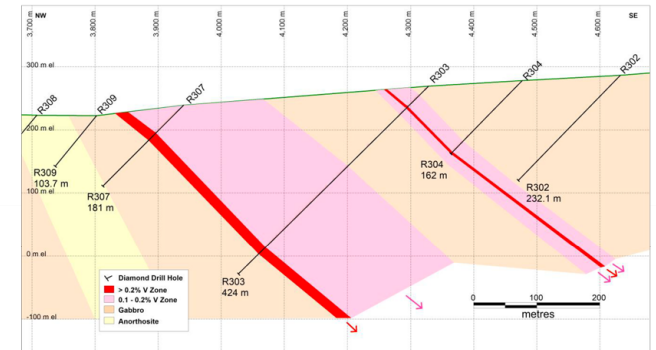 NW
3.700 m
3.800 m
3.900 m
4.000 m
4.100 m
4.200 m
4.300 m
4.400 m
4.500 m
4.600 m
SE
300 m el
R308
R309
R307
R303
R304
R302
200 m el
R309
103.7 m
R307
181 m
R304
162 m
R302
232.1 m
100 m el
0 m el
R303
424 m
Diamond Drill Hole
> 0.2% V Zone
0.1 - 0.2% V Zone
Gabbro
Anorthosite
0
100
200
metres
-100 m el